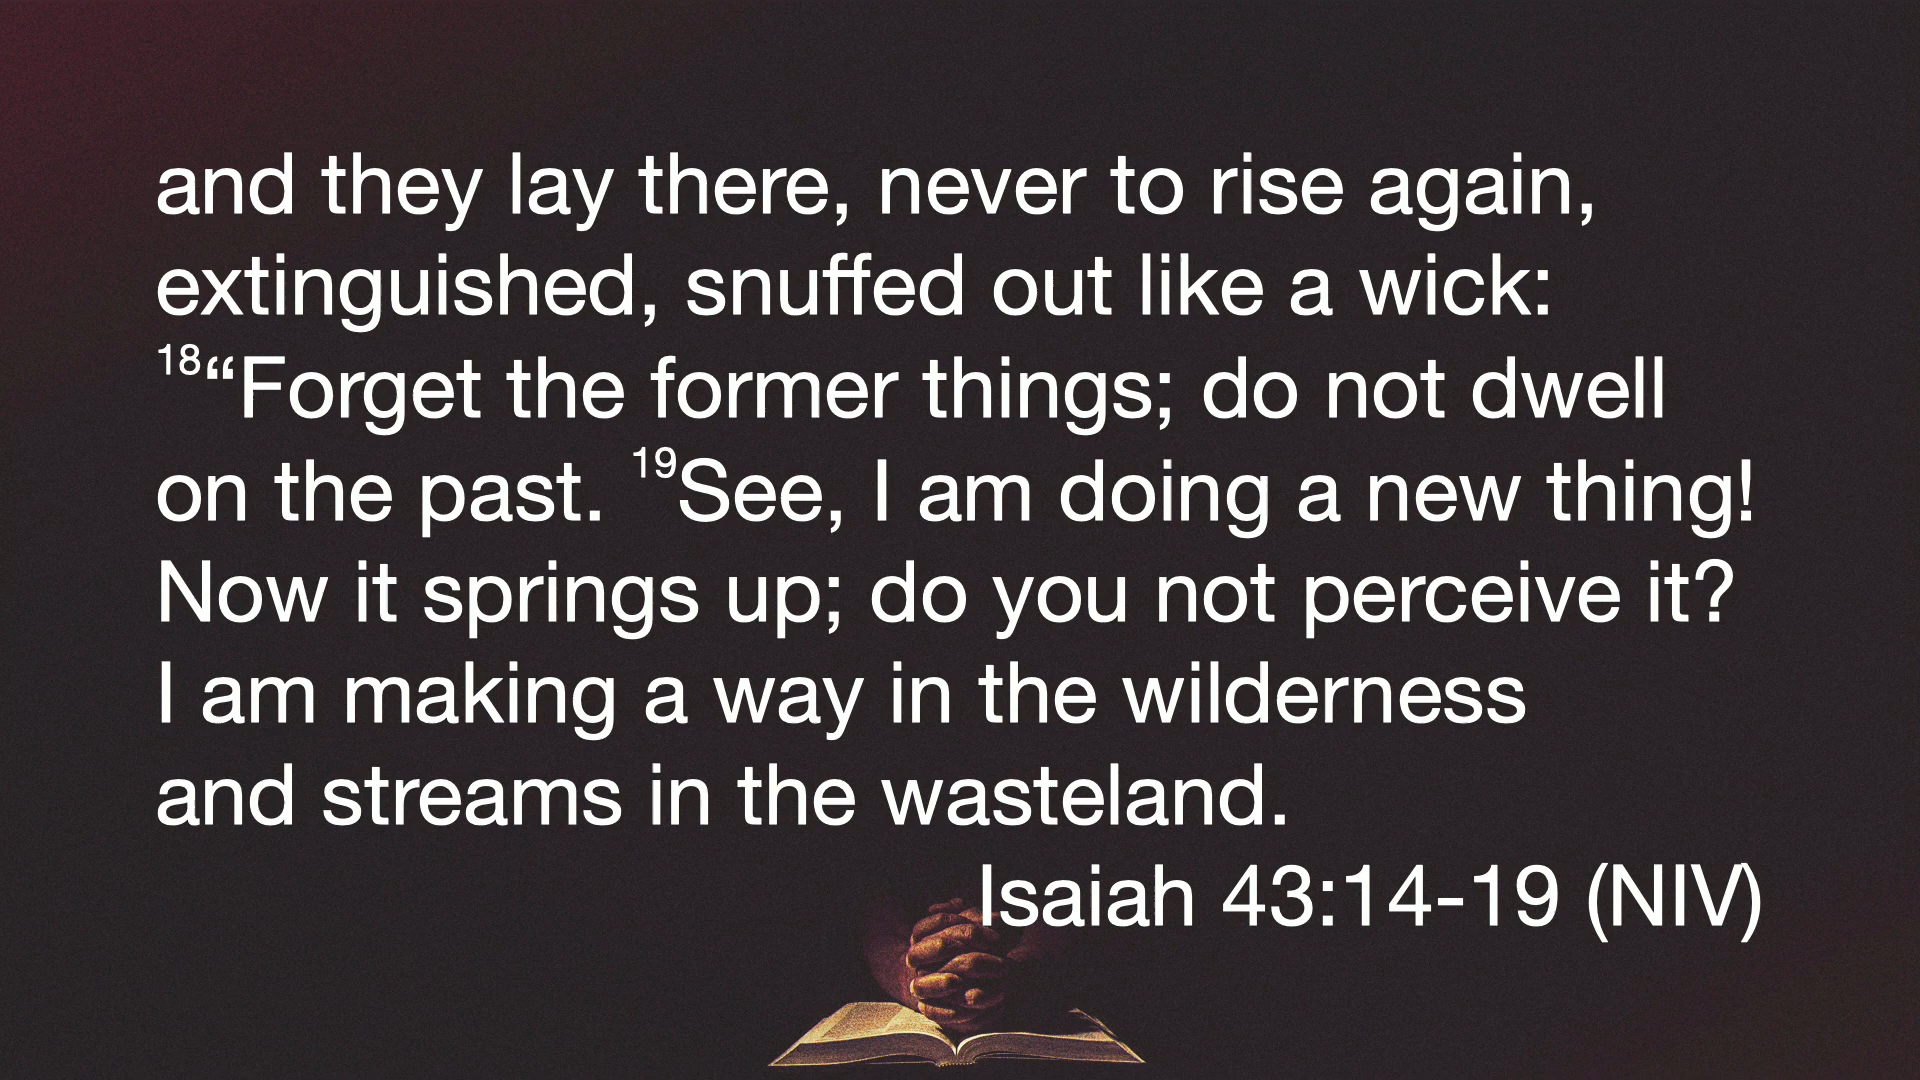 and they lay there, never to rise again,
extinguished, snuffed out like a wick:
18“Forget the former things; do not dwell
on the past. 19See, I am doing a new thing!
Now it springs up; do you not perceive it?
I am making a way in the wilderness
and streams in the wasteland.
Isaiah 43:14-19 (NIV)